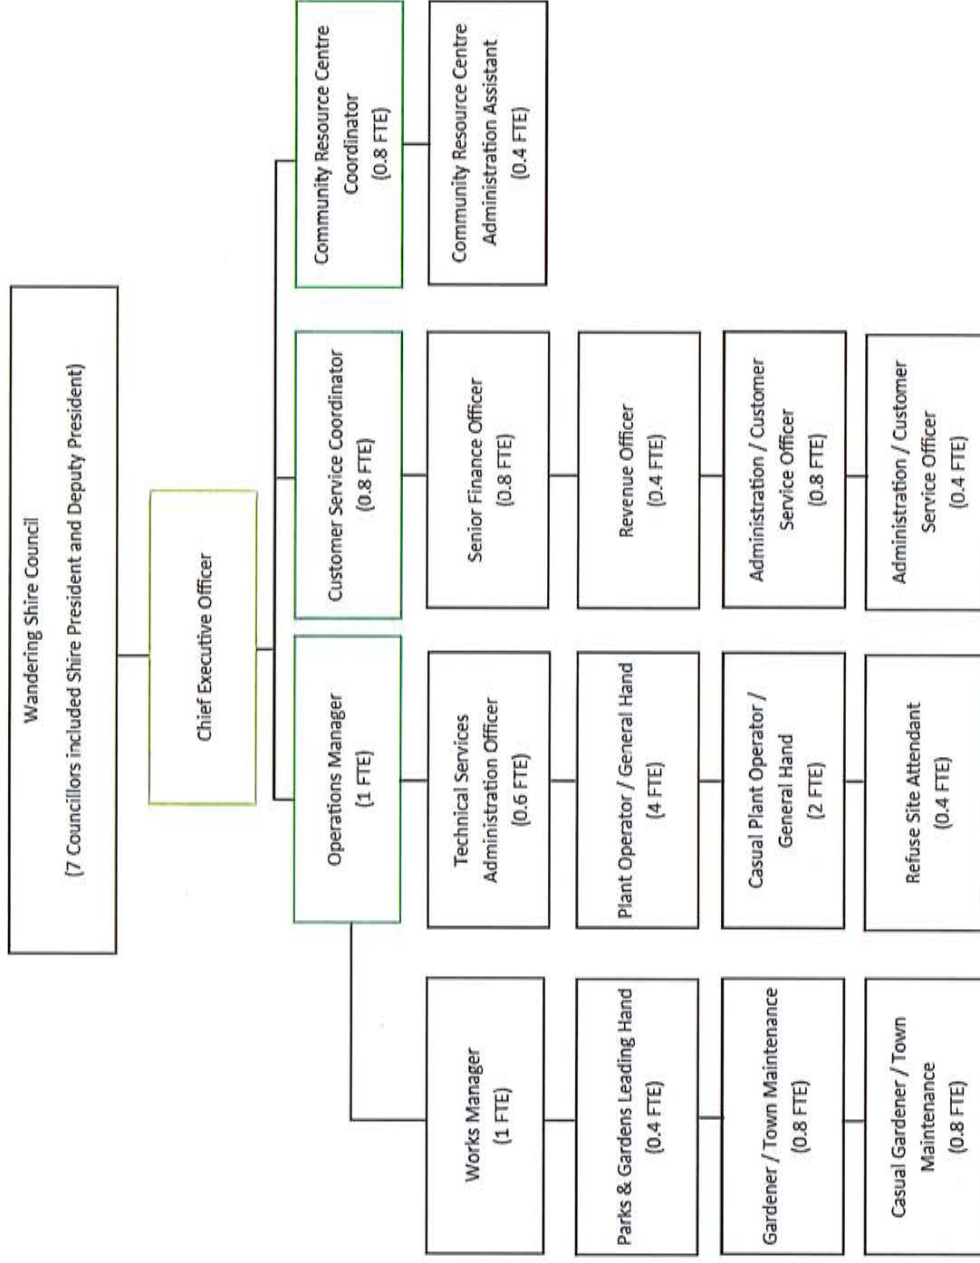 Wandering Shire Council
(7 Councillors included Shire President and Deputy President)
Chief Executive Officer
Operations Manager
(1 FTE)
Customer Service Coordinator
(0.8 FTE)
Community Resource Centre
Coordinator
(0.8 FTE)
Works Manager
(1 FTE)
Technical Services
Administration Officer
(0.6 FTE)
Senior Finance Officer
(0.8 FTE)
Community Resource Centre
Administration Assistant
(0.4 FTE)
Parks & Gardens Leading Hand
(0.4 FTE)
Plant Operator / General Hand
(4 FTE)
Revenue Officer
(0.4 FTE)
Gardener / Town Maintenance
(0.8 FTE)
Casual Plant Operator /
General Hand
(2 FTE)
Administration / Customer
Service Officer
(0.8 FTE)
Casual Gardener / Town
Maintenance
(0.8 FTE)
Refuse Site Attendant
(0.4 FTE)
Administration / Customer
Service Officer
(0.4 FTE)